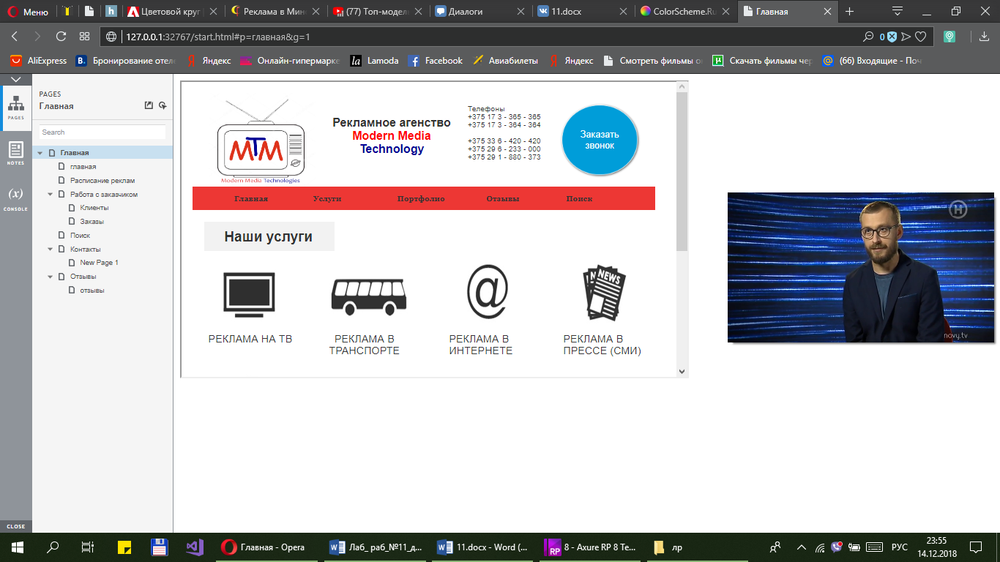 Меню
Цветовой круг
Реклама в Мин
(77) Топ-модель
Диалоги
11.docx
ColorScheme.Ru
Главная
127.0.0.1:32767/start.html#p=главная&g=1
0
AliExpress
B. Бронирование отеле
Яндекс
Онлайн-гипермарке
la Lamoda
Facebook
Авиабилеты
Яндекс
Смотреть фильмы о
Скачать фильмы чер
(66) Входящие - Поч
PAGES
Главная
Search
Главная
главная
Расписание реклам
Работа с заказчиком
Клиенты
Заказы
Поиск
Контакты
New Page 1
Отзывы
отзывы
PAGES
NOTES
(x)
CONSOLE
CLOSE
MTM
Modern Media Technologies
Рекламное агенство
Modern Media
Technology
Телефоны
+375 17 3 - 365 - 365
+375 17 3 - 364 - 364
+375 33 6 - 420 - 420
+375 29 6 - 233 - 000
+375 29 1 - 880 - 373
Заказать
звонок
Главная Услуги Портфолио Отзывы Поиск
Наши услуги
@
NEWS
РЕКЛАМА НА ТВ
РЕКЛАМА В
ТРАНСПОРТЕ
РЕКЛАМА В
ИНТЕРНЕТЕ
РЕКЛАМА В
ПРЕССЕ (СМИ)
novy.tv
Главная - Opera
Лаб_ раб_№11_д...
11.docx - Word (...
RP 8 - Axure RP 8 Te...
лр
РУС
23:55
14.12.2018